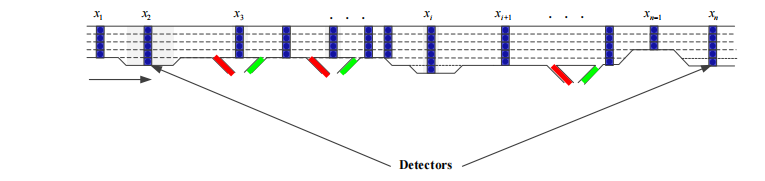 x1 x2 x3 . . . xi xi+1 . . . xn=1 xn
Detectors